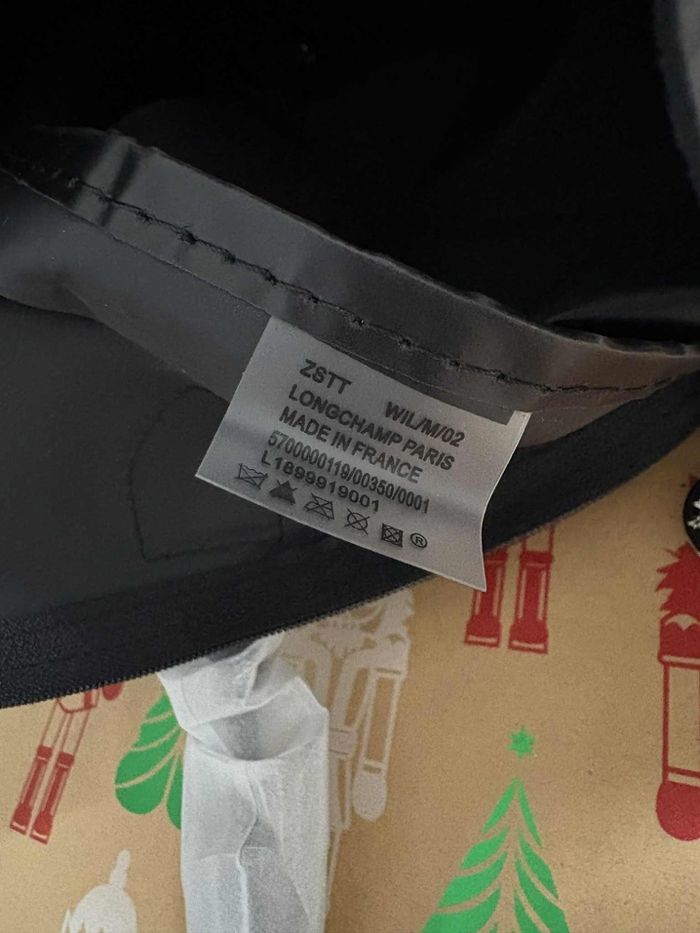 ZSTT WIL/M/02
LONGCHAMP PARIS
MADE IN FRANCE
5700000119/00350/0001
L1899919001
®